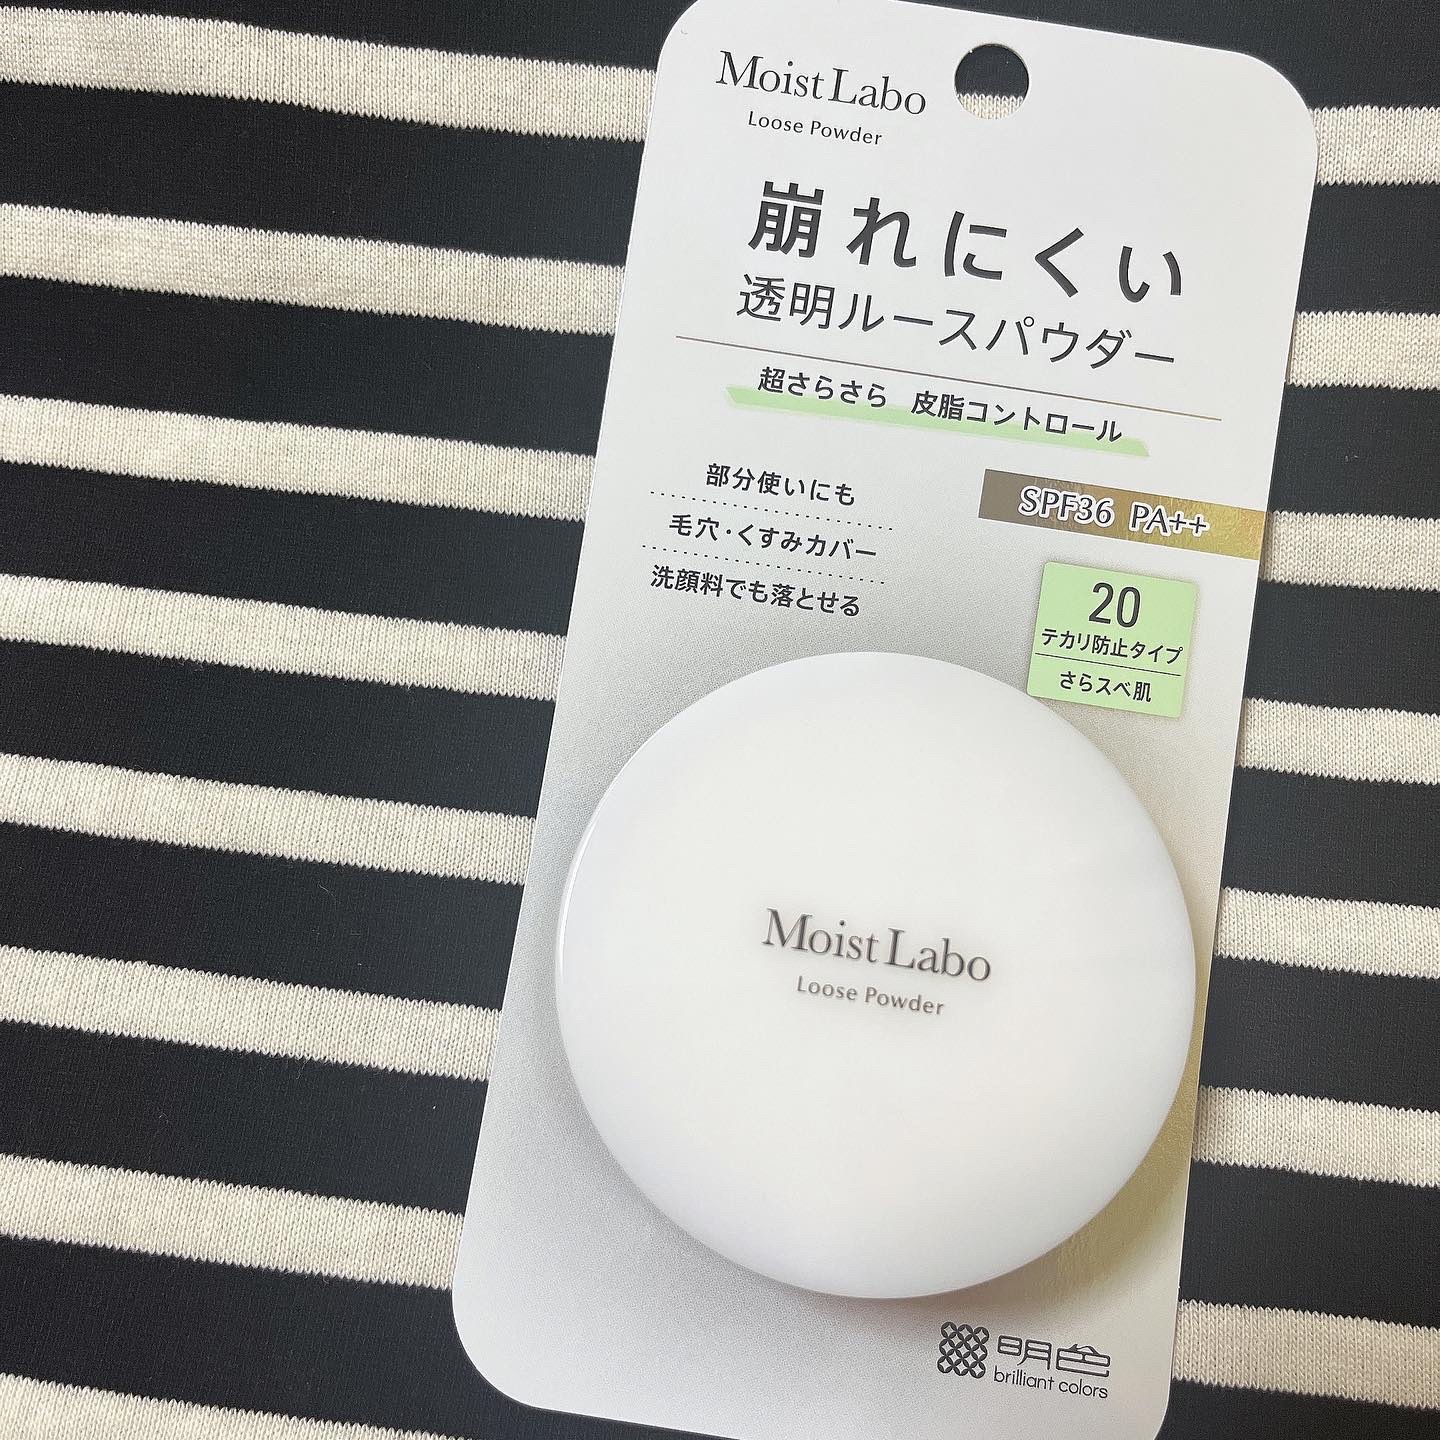 Moist Labo
Loose Powder
崩れにくい
透明ルースパウダー
超さらさら 皮脂コントロール
部分使いにも
毛穴・くすみカバー
洗顔料でも落とせる
SPF36 PA++
20
テカリ防止タイプ
さらスベ肌
Moist Labo
Loose Powder
明色
brilliant colors